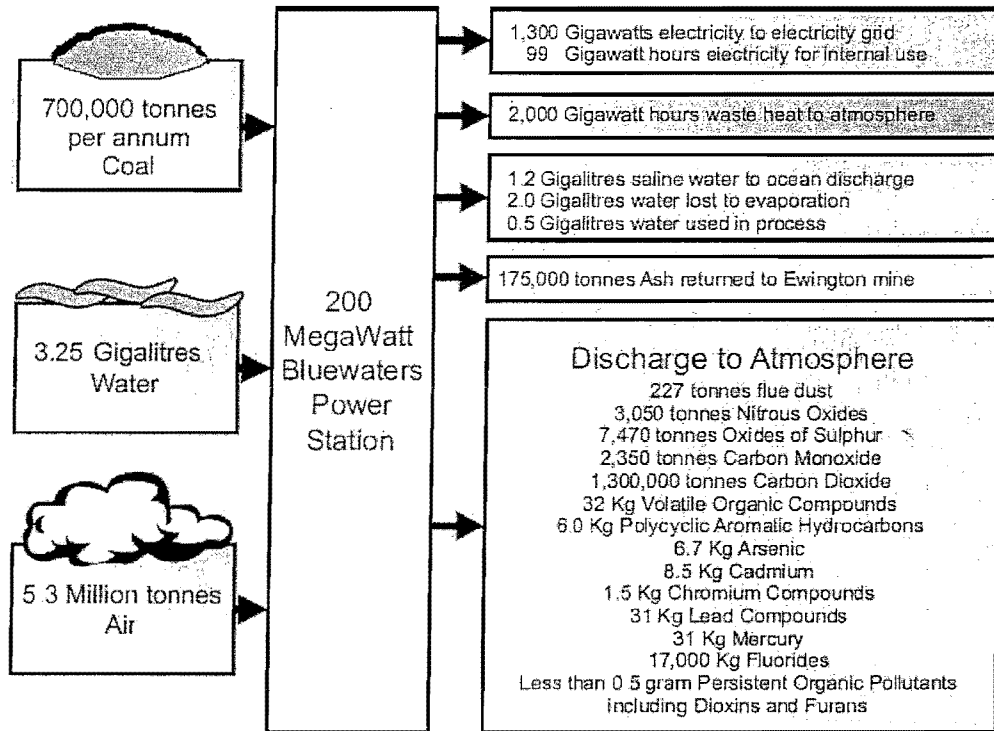 700,000 tonnes
per annum
Coal
3.25 Gigalitres
Water
5.3 Million tonnes
Air
200
MegaWatt
Bluewaters
Power
Station
1,300 Gigawatts electricity to electricity grid
99 Gigawatt hours electricity for internal use
2,000 Gigawatt hours waste heat to atmosphere
1.2 Gigalitres saline water to ocean discharge
2.0 Gigalitres water lost to evaporation
0.5 Gigalitres water used in process
175,000 tonnes Ash returned to Ewington mine
Discharge to Atmosphere
227 tonnes flue dust
3,050 tonnes Nitrous Oxides
7,470 tonnes Oxides of Sulphur
2,350 tonnes Carbon Monoxide
1,300,000 tonnes Carbon Dioxide
32 Kg Volatile Organic Compounds
6.0 Kg Polycyclic Aromatic Hydrocarbons
6.7 Kg Arsenic
8.5 Kg Cadmium
1.5 Kg Chromium Compounds
31 Kg Lead Compounds
31 Kg Mercury
17,000 Kg Fluorides
Less than 0.5 gram Persistent Organic Pollutants
including Dioxins and Furans